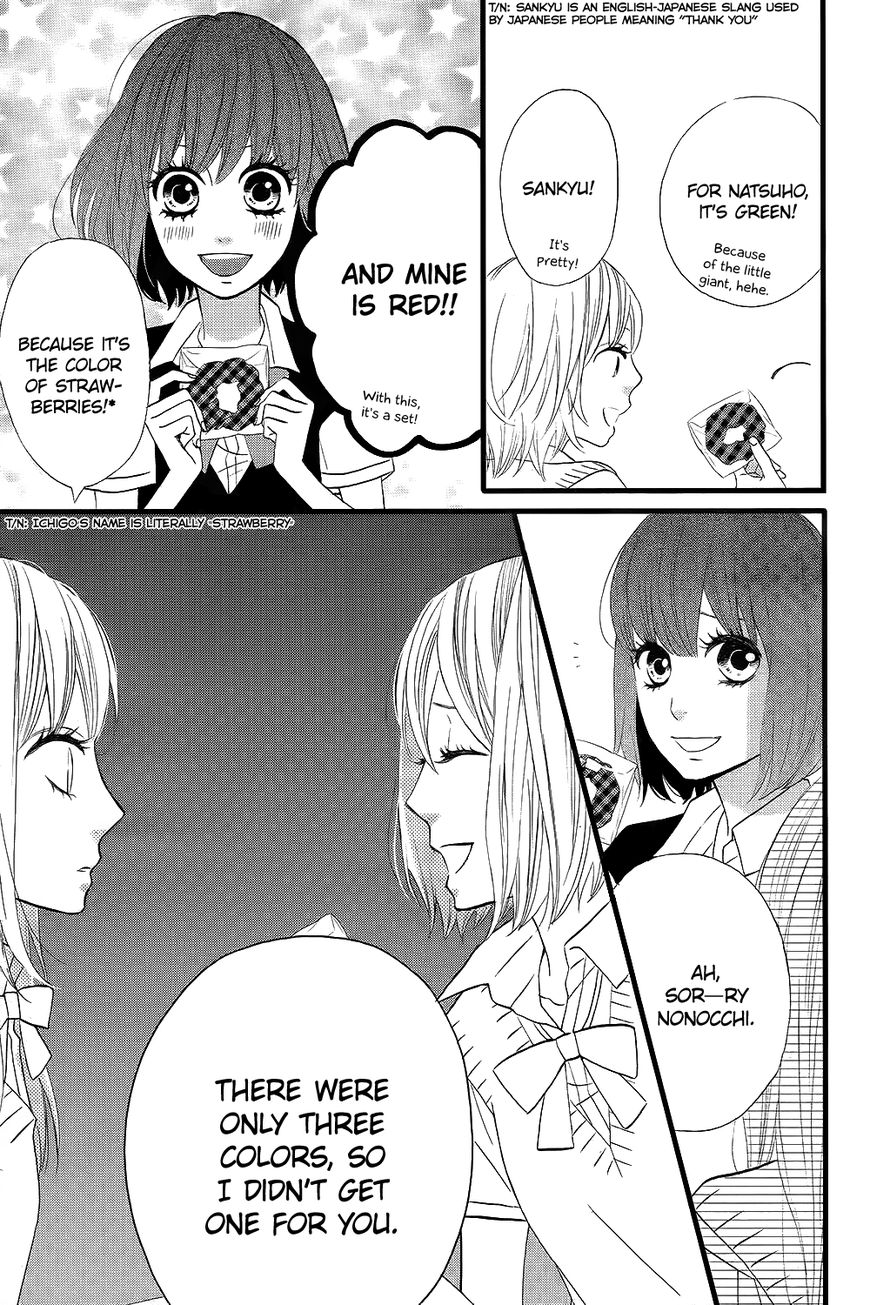 T/N: SANKYU IS AN ENGLISH-JAPANESE SLANG USED
BY JAPANESE PEOPLE MEANING "THANK YOU"
FOR NATSUHO,
IT'S GREEN!
Because
of the little
giant, hehe.
SANKYU!
It's
pretty!
AND MINE
IS RED!!
With this,
it's a set!
BECAUSE IT'S
THE COLOR
OF STRAW-
BERRIES!*
T/N: ICHIGO'S NAME IS LITERALLY "STRAWBERRY"
AH,
SOR—RY
NONOCCHI.
THERE WERE
ONLY THREE
COLORS, SO
I DIDN'T GET
ONE FOR YOU.